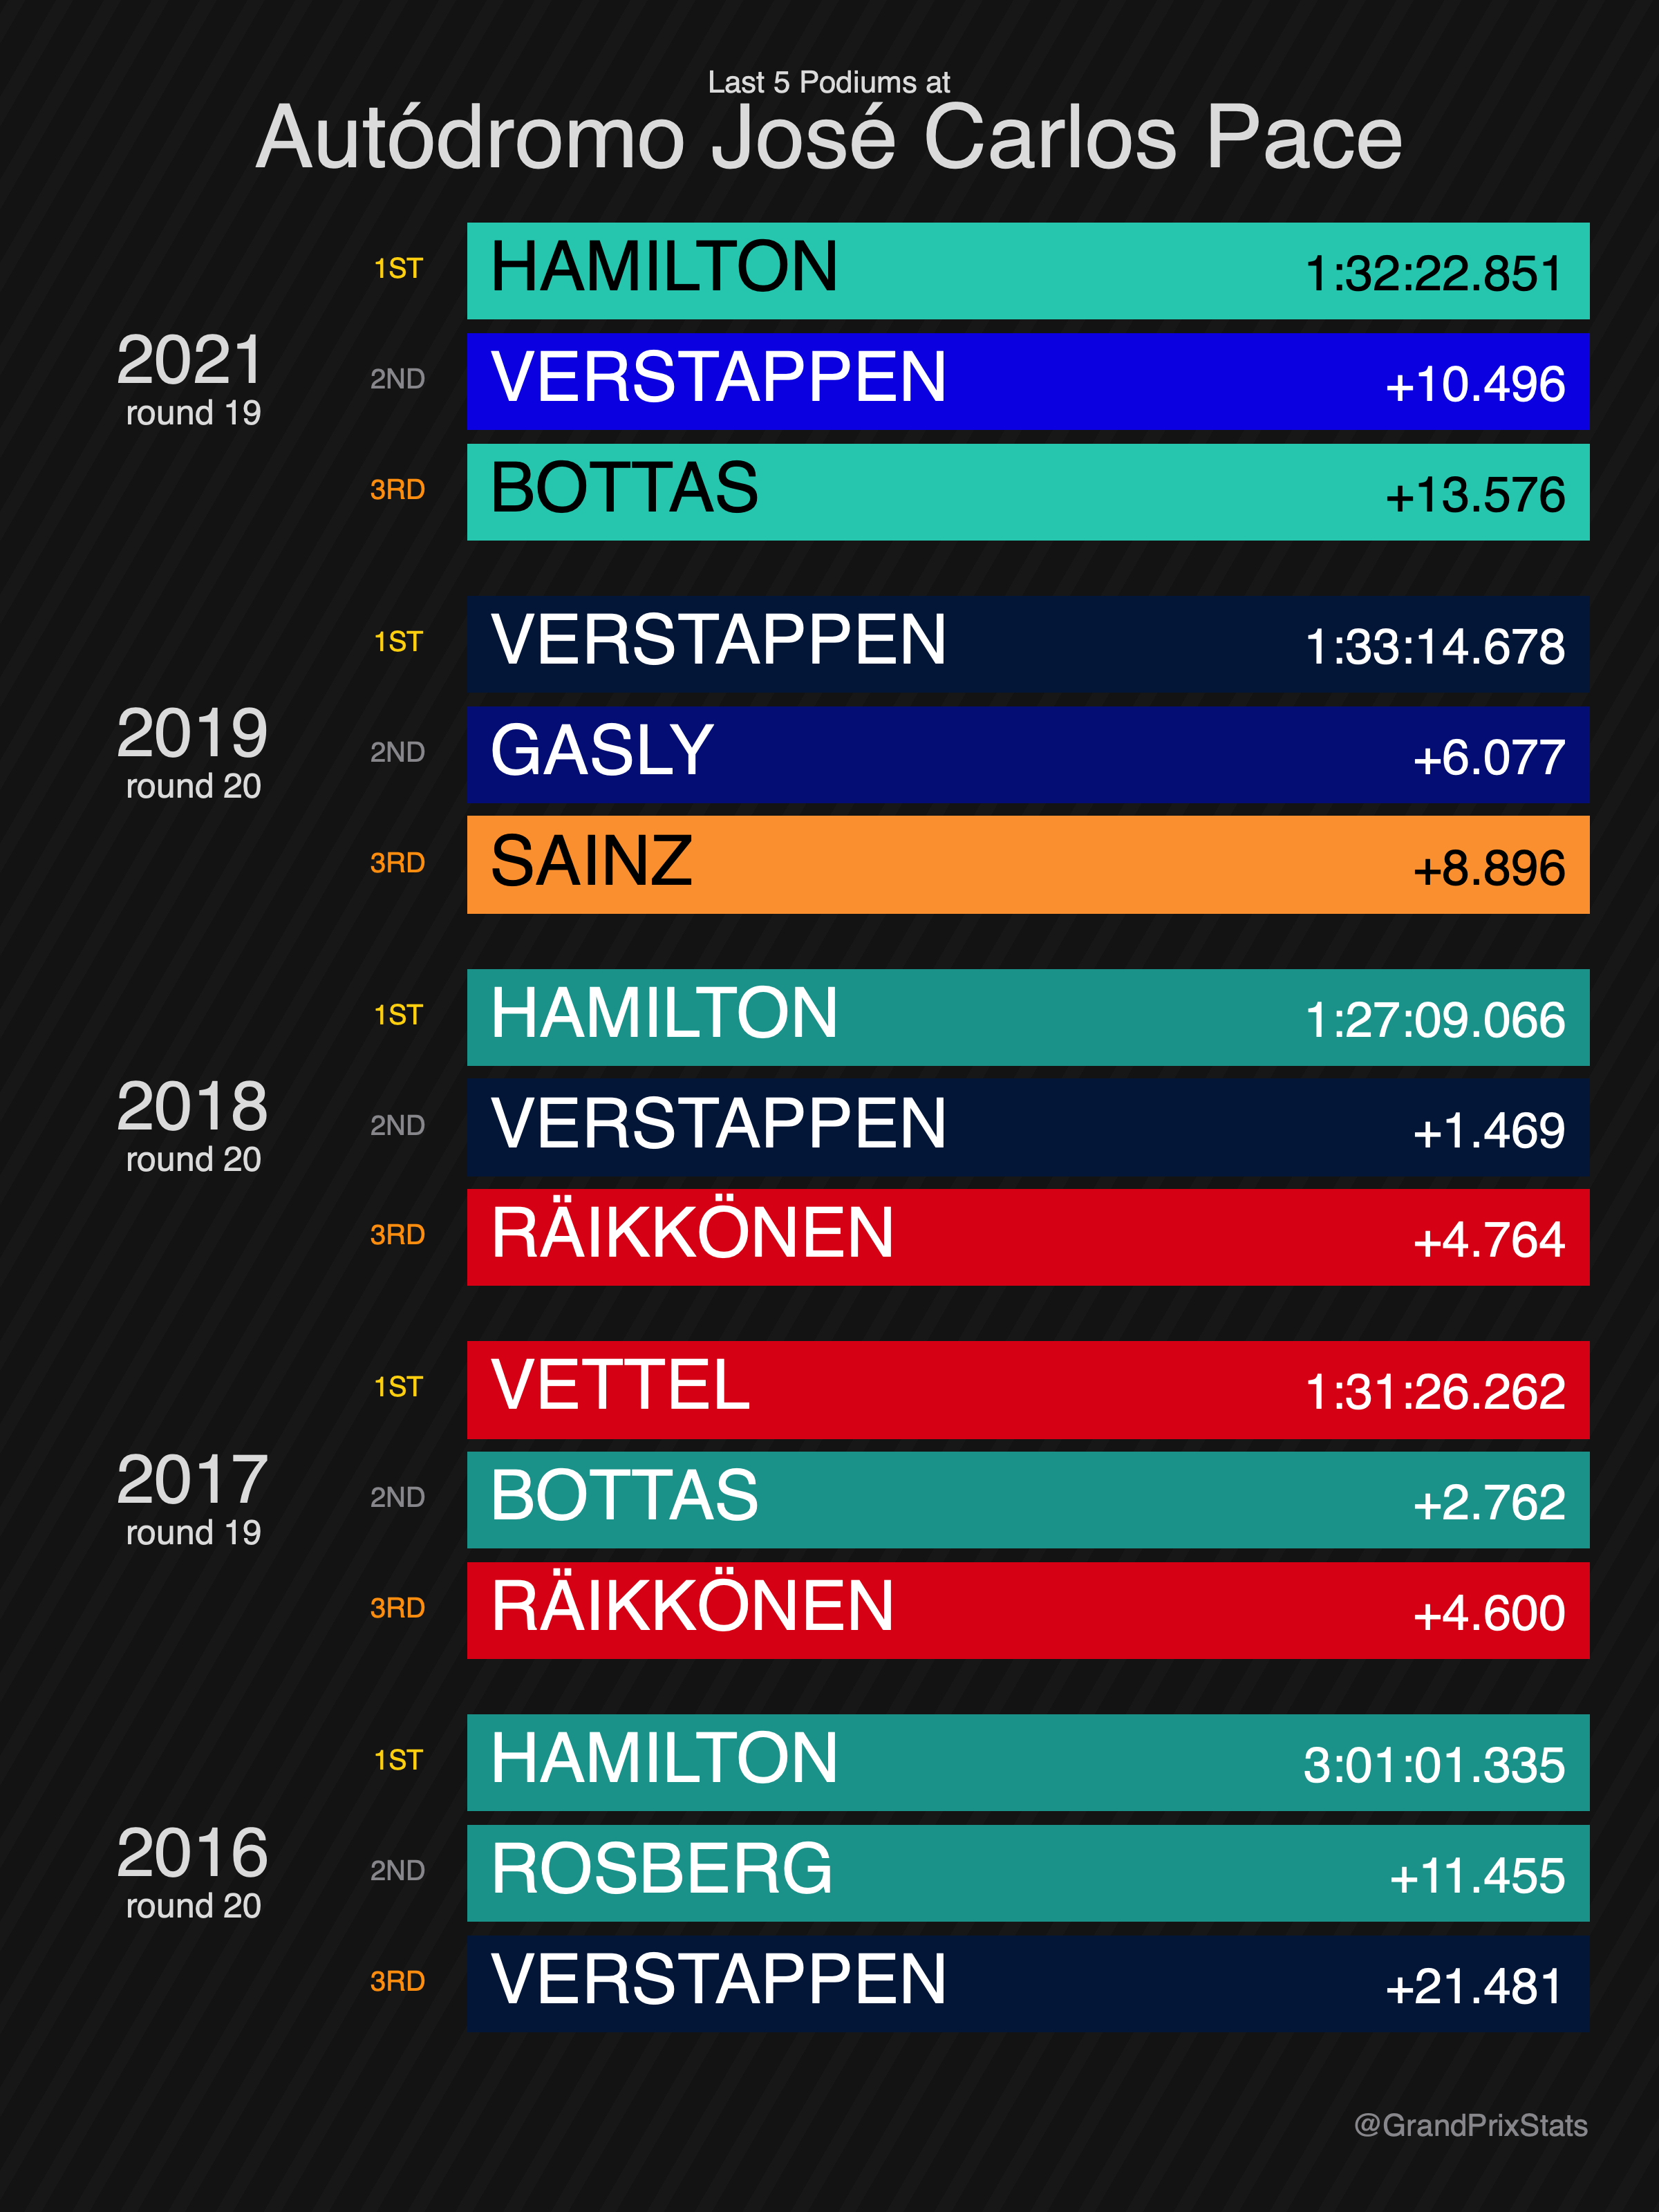 Last 5 Podiums at
Autódromo José Carlos Pace
2021
round 19
1ST HAMILTON 1:32:22.851
2ND VERSTAPPEN +10.496
3RD BOTTAS +13.576
2019
round 20
1ST VERSTAPPEN 1:33:14.678
2ND GASLY +6.077
3RD SAINZ +8.896
2018
round 20
1ST HAMILTON 1:27:09.066
2ND VERSTAPPEN +1.469
3RD RÄIKKÖNEN +4.764
2017
round 19
1ST VETTEL 1:31:26.262
2ND BOTTAS +2.762
3RD RÄIKKÖNEN +4.600
2016
round 20
1ST HAMILTON 3:01:01.335
2ND ROSBERG +11.455
3RD VERSTAPPEN +21.481
@GrandPrixStats